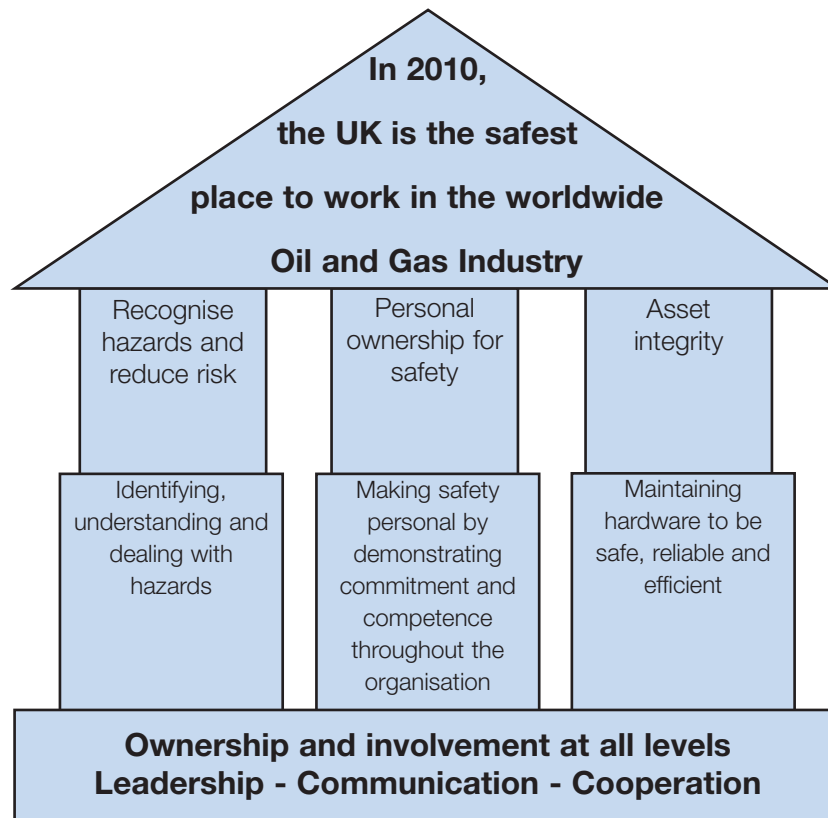 In 2010,
the UK is the safest
place to work in the worldwide
Oil and Gas Industry
Recognise
hazards and
reduce risk
Personal
ownership for
safety
Asset
integrity
Identifying,
understanding and
dealing with
hazards
Making safety
personal by
demonstrating
commitment and
competence
throughout the
organisation
Maintaining
hardware to be
safe, reliable and
efficient
Ownership and involvement at all levels
Leadership - Communication - Cooperation